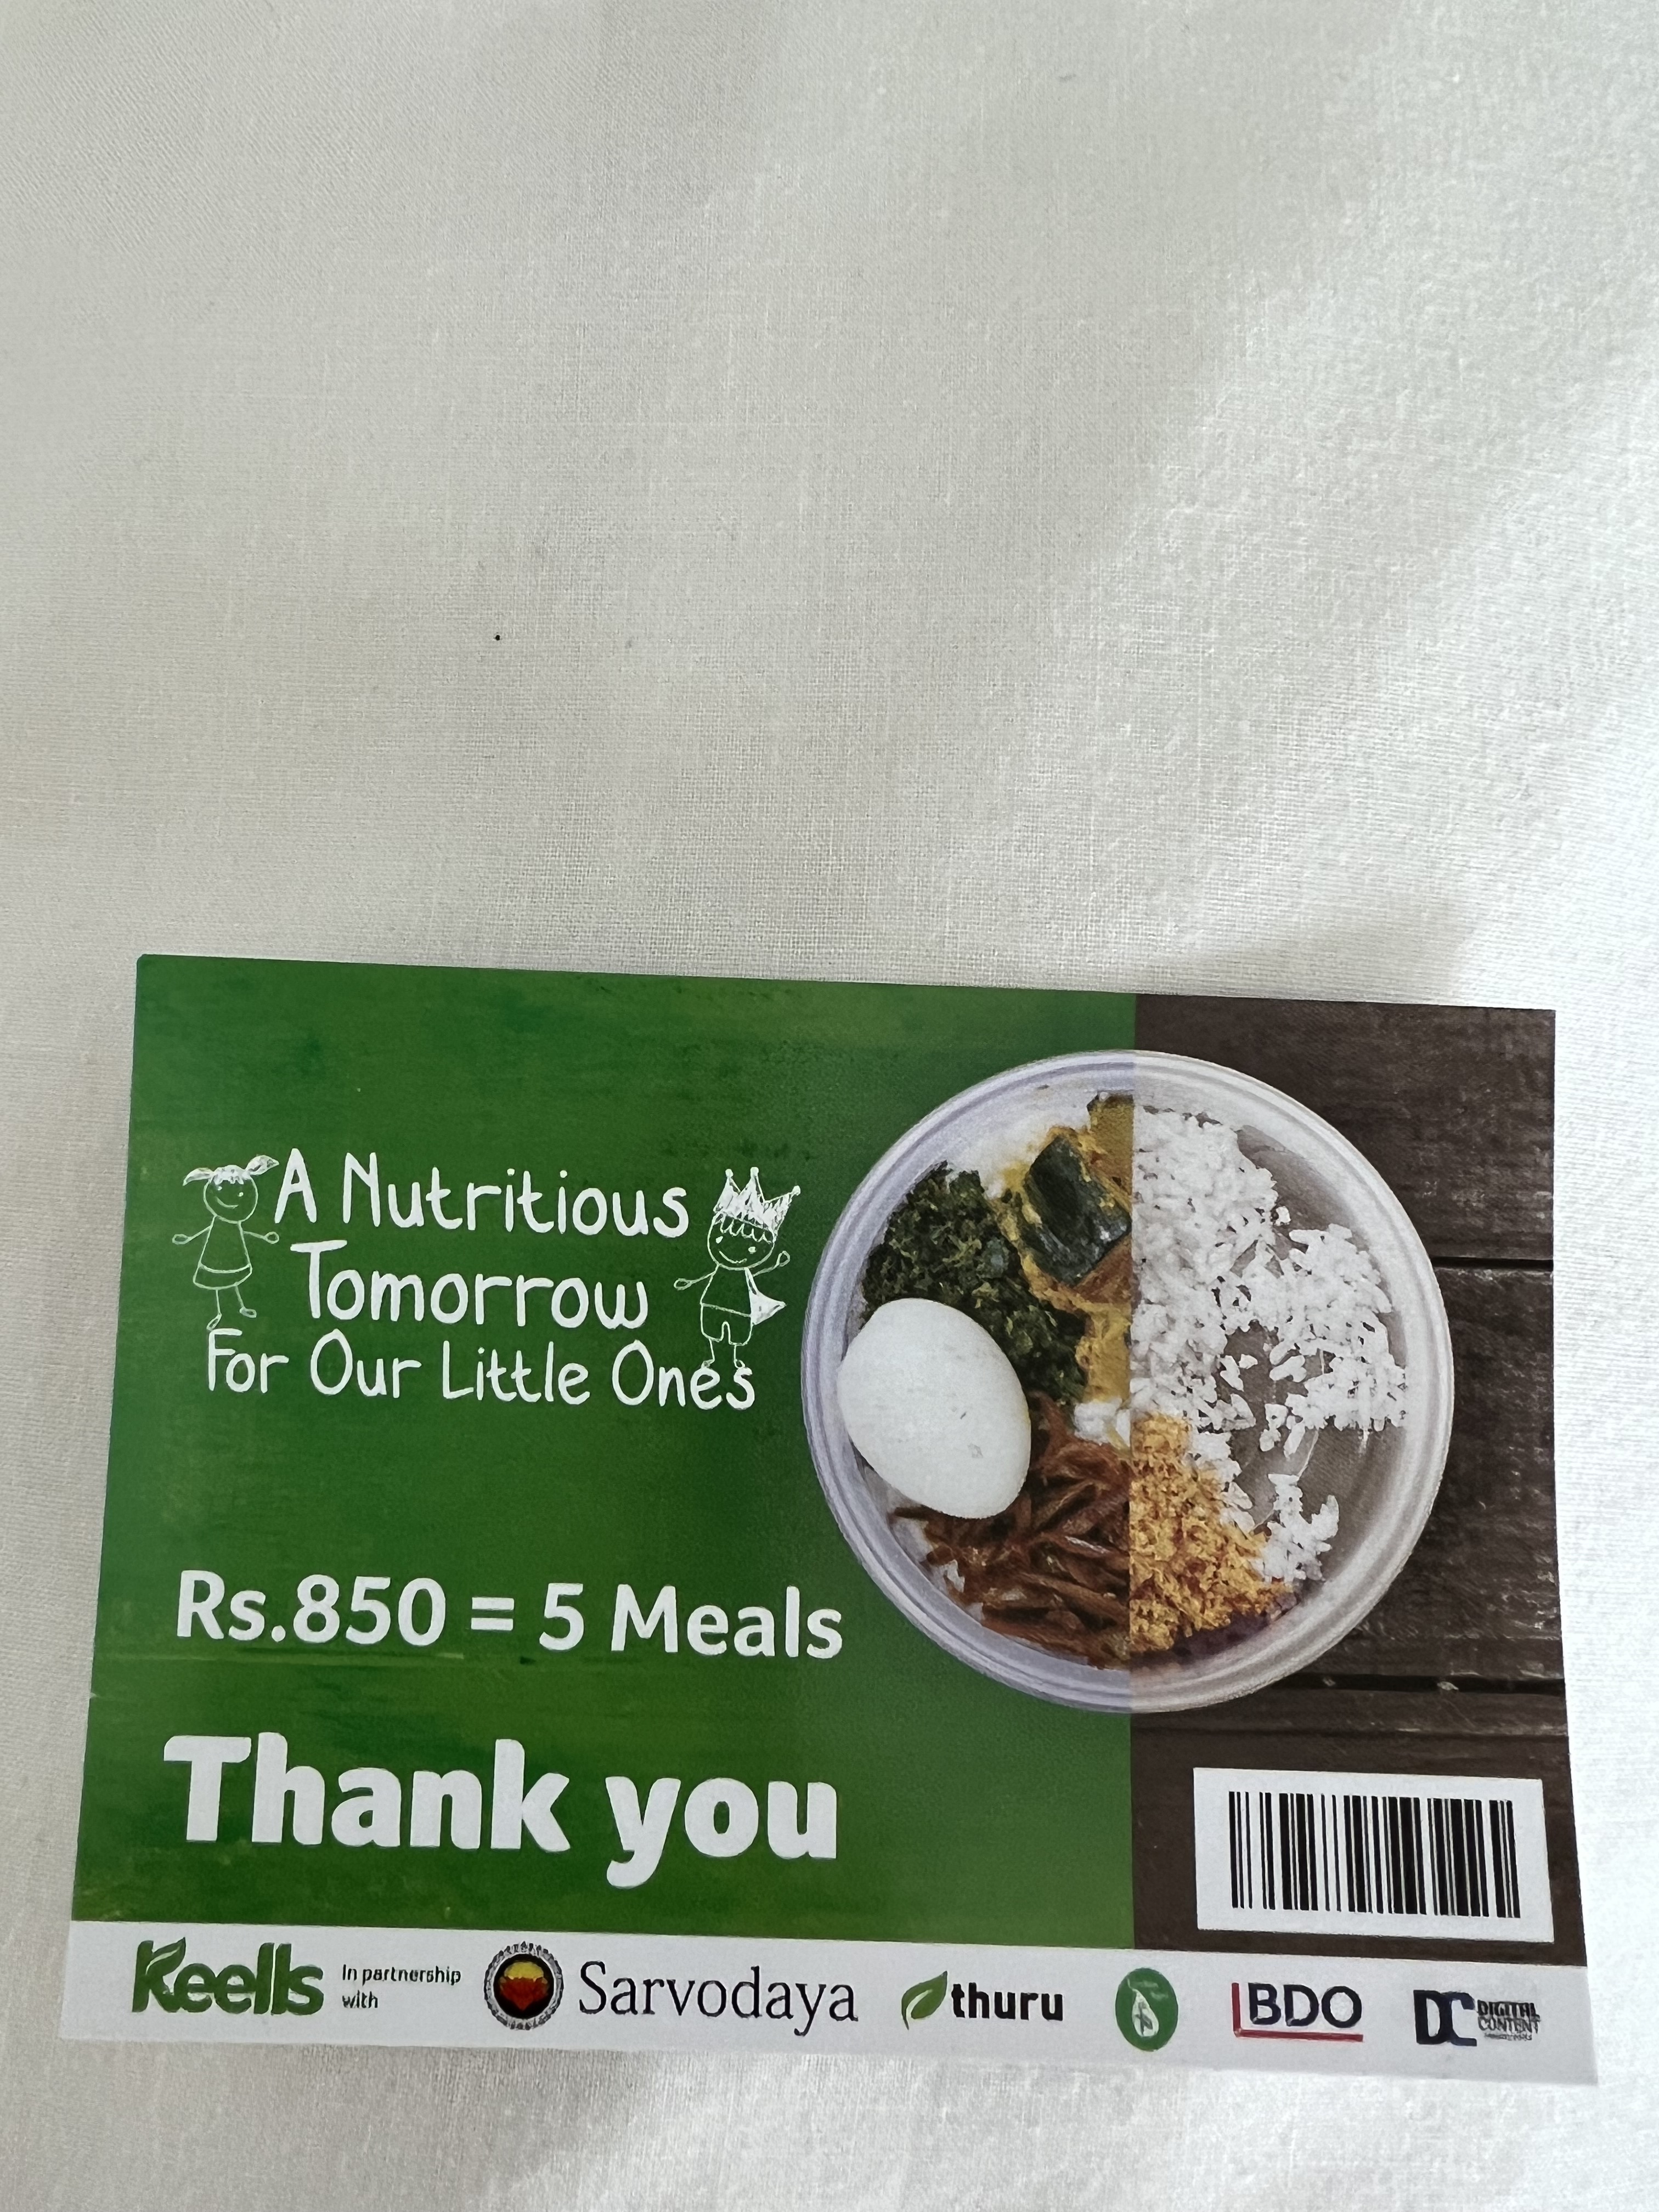 A Nutritious
Tomorrow
For Our Little Ones
Rs.850 = 5 Meals
Thank you
Keells
In partnership
with
Sarvodaya
thuru
BDO
DC DIGITAL
CONTENT